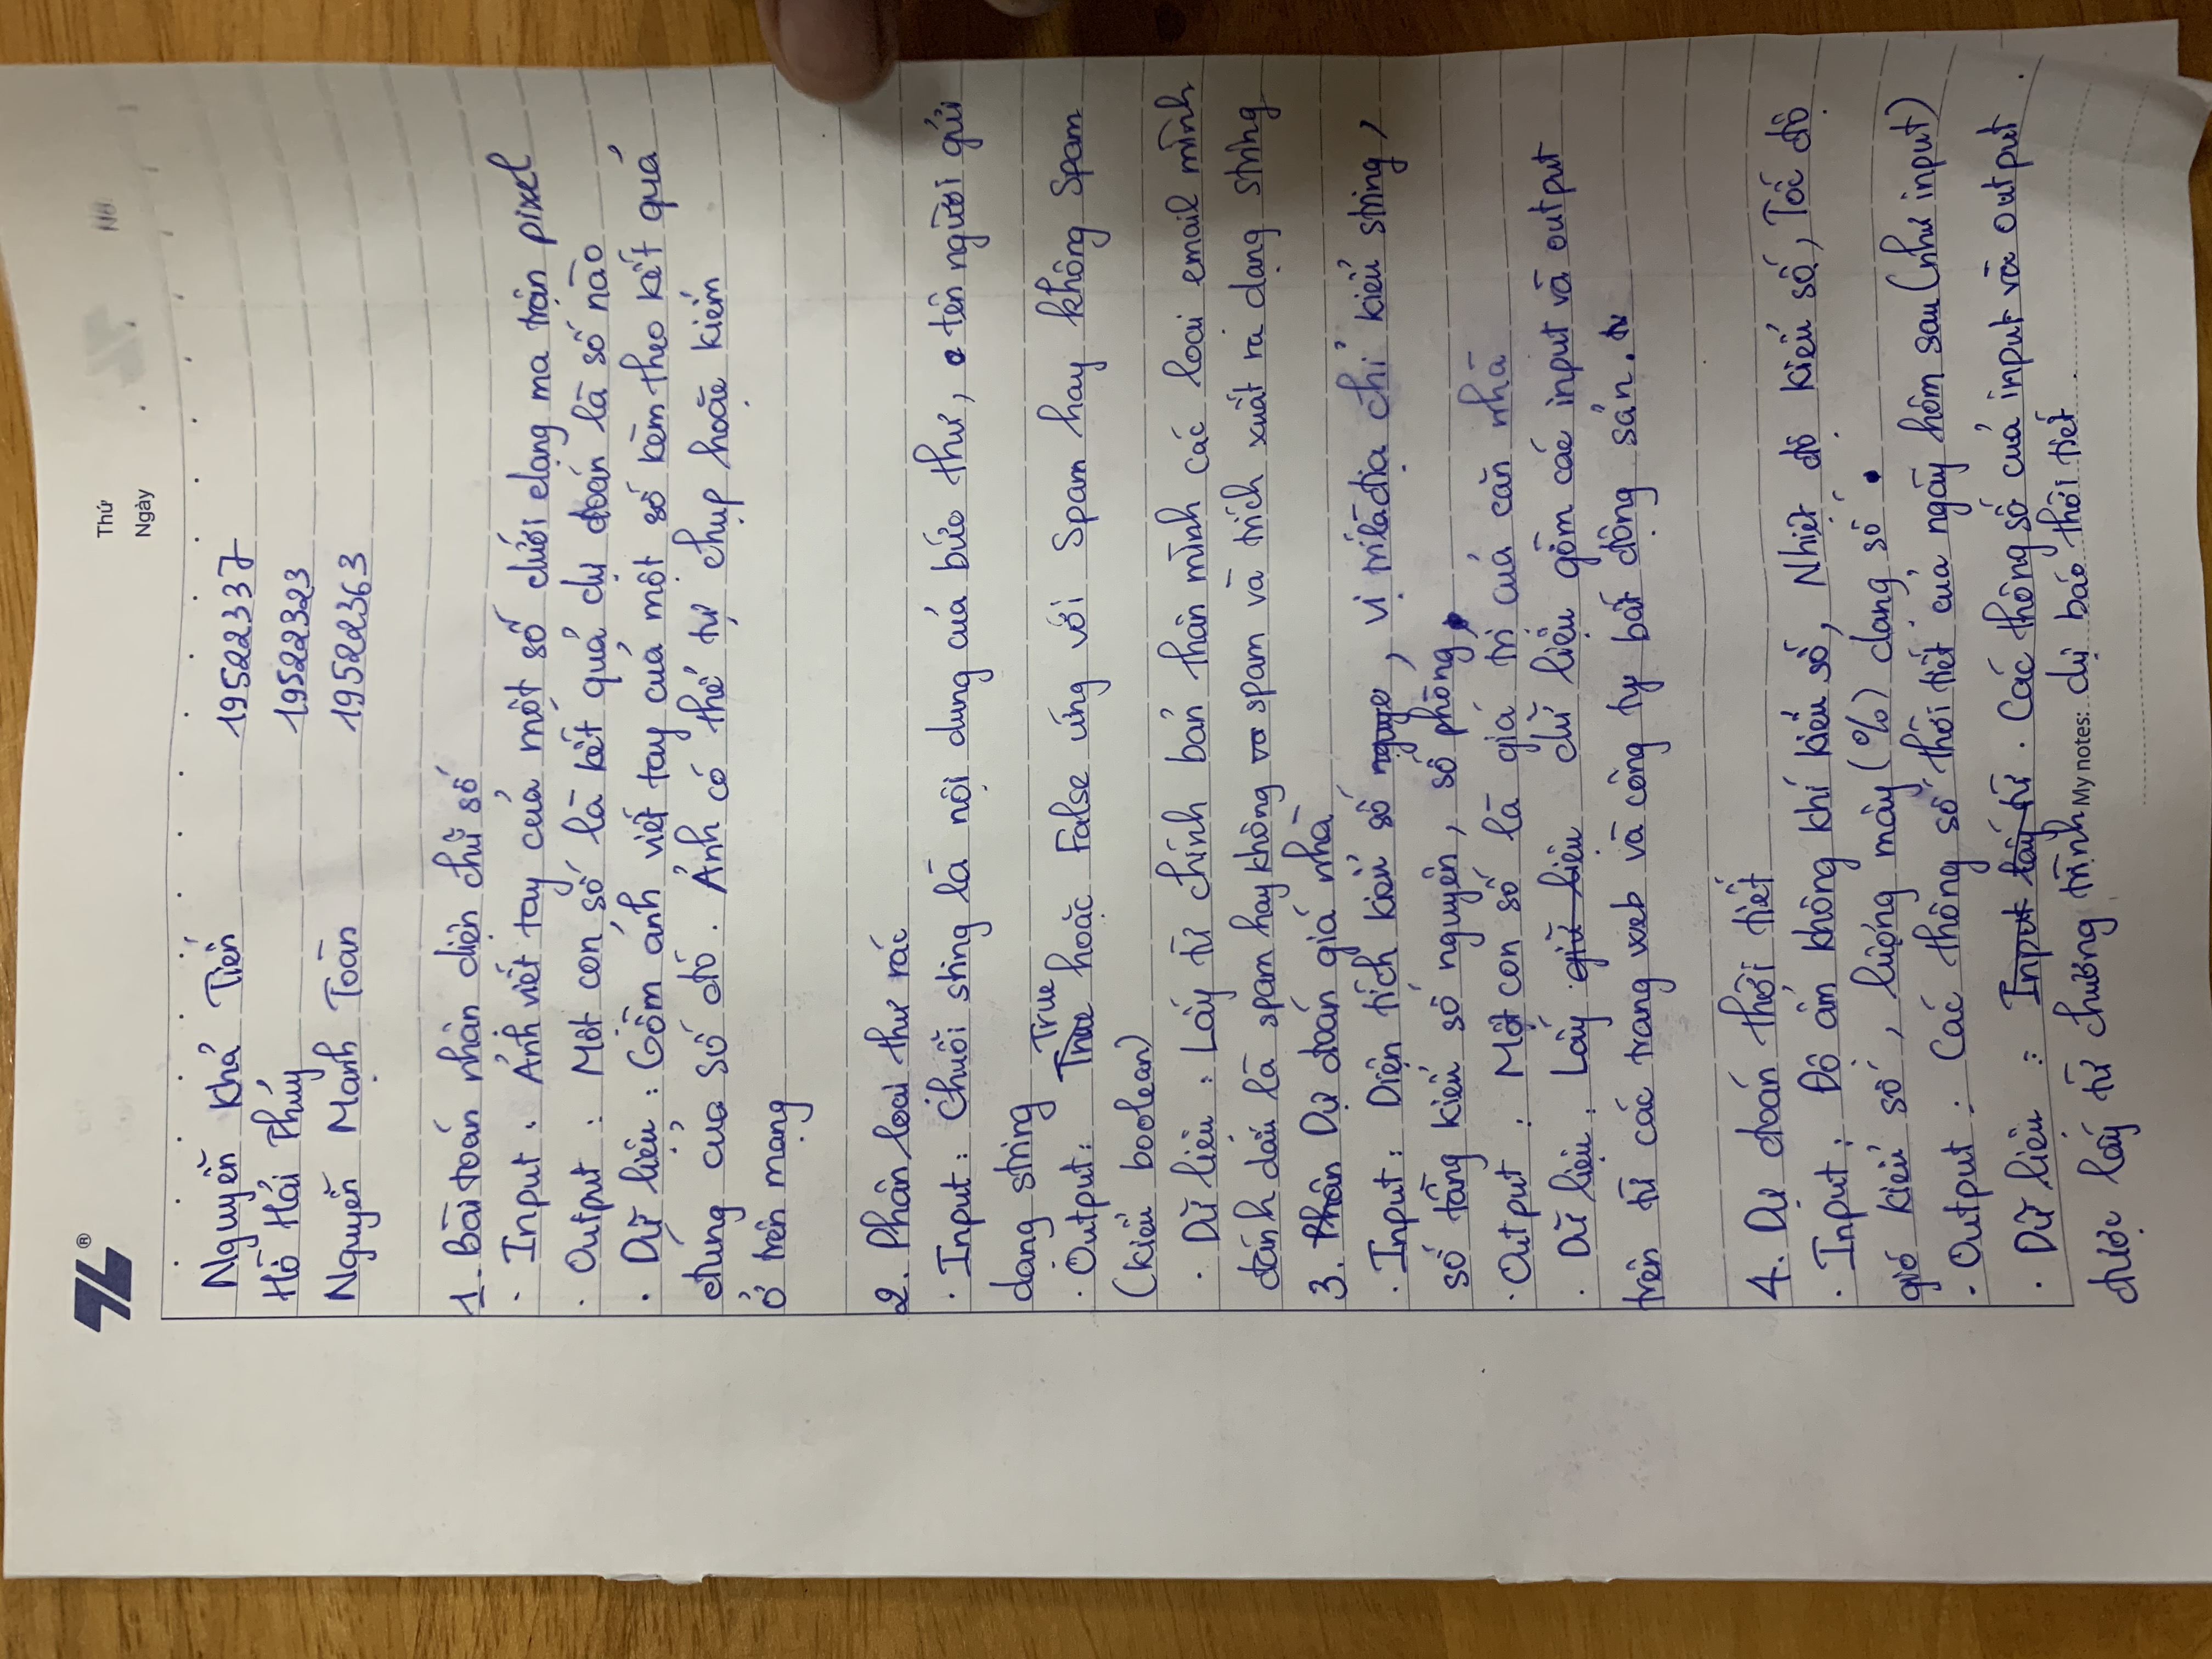 TL®
Thứ
Ngày
Nguyễn Khả Tiến 19522337
Hồ Hải Thúy 19522323
Nguyễn Mạnh Toàn 19522363
1. Bài toán nhận diện chữ số
· Input : Ảnh viết tay của một số dưới dạng ma trận pixel
· Output : Một con số là kết quả dự đoán là số nào
· Dữ liệu : Gồm ảnh viết tay của một số kèm theo kết quả
đúng của số đó. Ảnh có thể tự chụp hoặc kiếm
ở trên mạng
2. Phân loại thư rác
· Input : Chuỗi sting là nội dung của bức thư, tên người gửi
dạng string
True
· Output : hoặc False ứng với Spam hay không Spam
(kiểu boolean)
· Dữ liệu : Lấy từ chính bản thân mình các loại email mình
đánh dấu là spam hay không spam và trích xuất ra dạng string
3. Phân Dự đoán giá nhà
· Input : Diện tích kiểu số , vị trí là địa chỉ kiểu string,
số tầng kiểu số nguyên, số phòng
· Output : Một con số là giá trị của căn nhà
· Dữ liệu : Lấy giữ liệu dữ liệu gồm các input và output
trên từ các trang web và công ty bất động sản.
4. Dự đoán thời tiết
· Input : Độ ẩm không khí kiểu số, Nhiệt độ kiểu số, Tốc độ
gió kiểu số, lượng mây (%) dạng số.
- Output : Các thông số thời tiết của ngày hôm sau (như input)
· Dữ liệu : Input lấy từ . Các thông số của input và output
được lấy từ chương trình My notes: dự báo thời tiết.